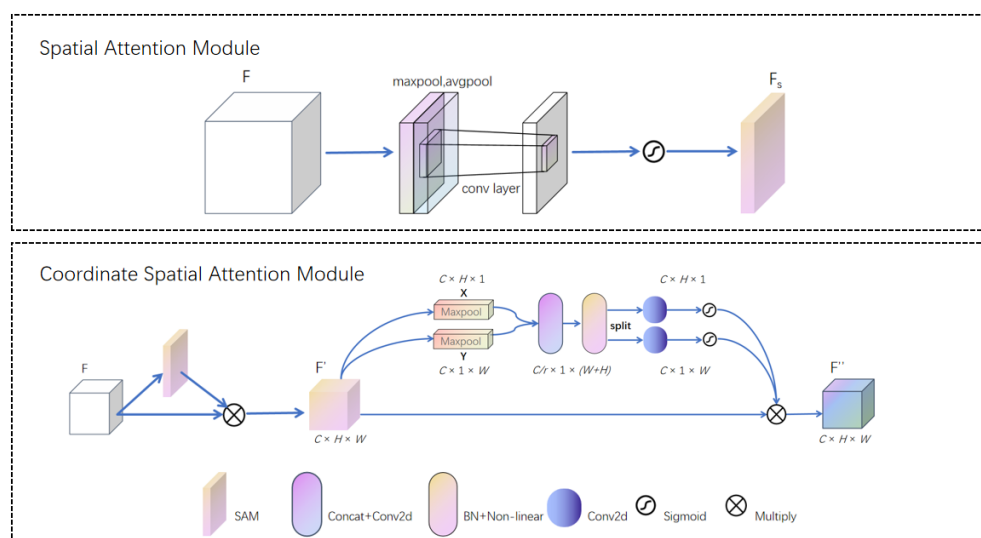 Spatial Attention Module
F
maxpool,avgpool
conv layer
Fs
Coordinate Spatial Attention Module
F
F'
C × H × W
C × H × 1
X
Maxpool
Maxpool
Y
C × 1 × W
C/r × 1 × (W+H)
split
C × H × 1
C × 1 × W
F''
C × H × W
SAM
Concat+Conv2d
BN+Non-linear
Conv2d
Sigmoid
Multiply